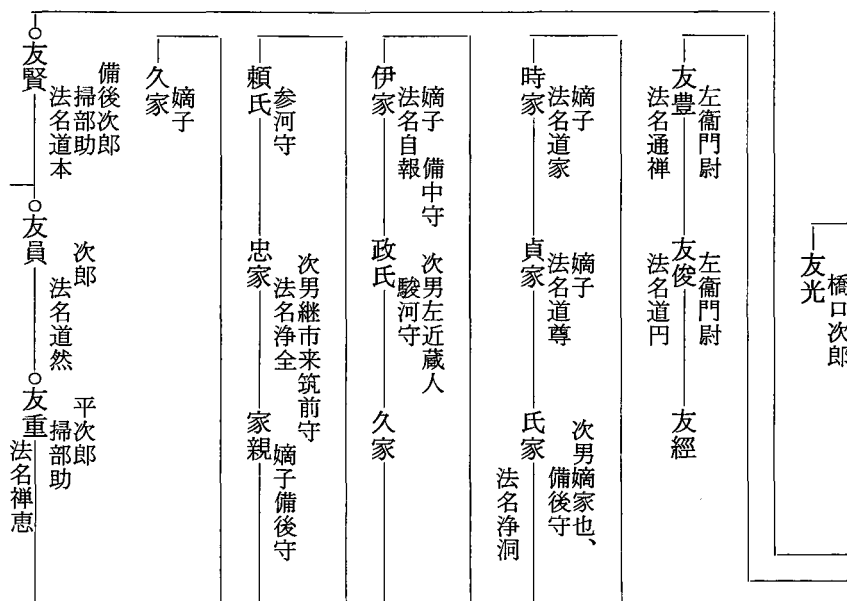 友光
橋口次郎
友豊
左衞門尉
法名通禅
友俊
左衞門尉
法名道円
友經
時家
嫡子
法名道家
貞家
嫡子
法名道尊
氏家
次男嫡家也、
備後守
法名浄洞
伊家
嫡子 備中守
法名自報
政氏
次男左近蔵人
駿河守
久家
頼氏
参河守
忠家
次男継市来筑前守
法名浄全
家親
嫡子備後守
久家
嫡子
友賢
備後次郎
掃部助
法名道本
友員
次郎
法名道然
友重
平次郎
掃部助
法名禅恵